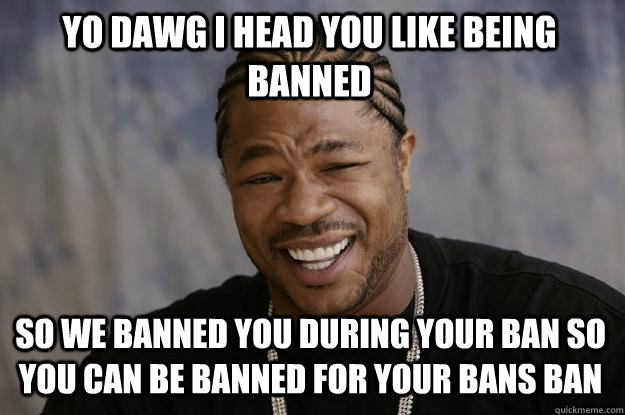 YO DAWG I HEAD YOU LIKE BEING
BANNED
SO WE BANNED YOU DURING YOUR BAN SO
YOU CAN BE BANNED FOR YOUR BANS BAN
quickmeme.com